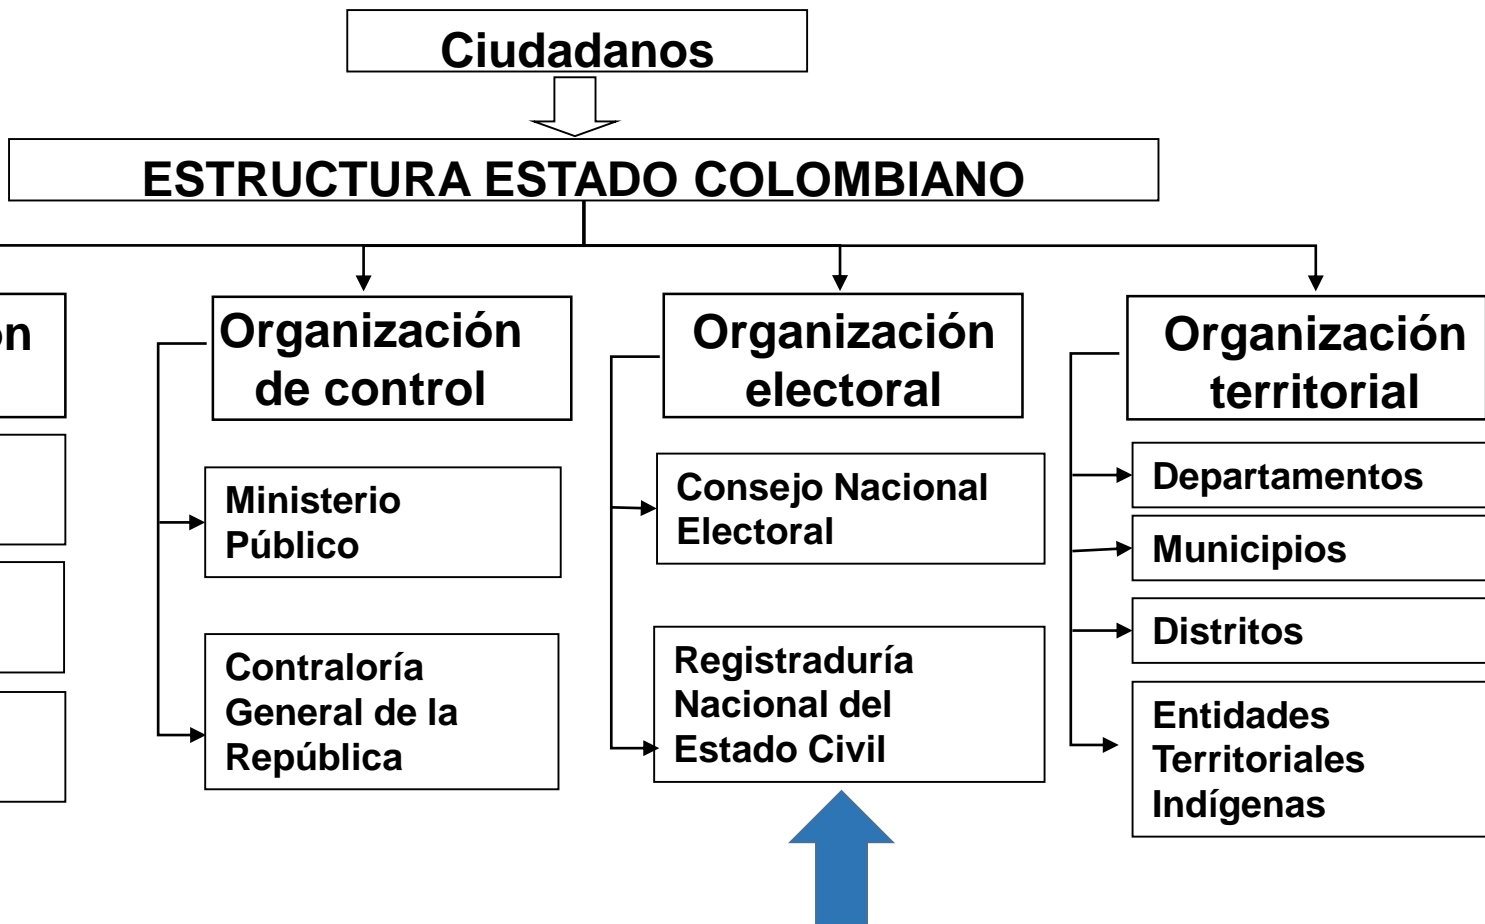 Ciudadanos
ESTRUCTURA ESTADO COLOMBIANO
Organización
de control
Ministerio
Público
Contraloría
General de la
República
Organización
electoral
Consejo Nacional
Electoral
Registraduría
Nacional del
Estado Civil
Organización
territorial
Departamentos
Municipios
Distritos
Entidades
Territoriales
Indígenas